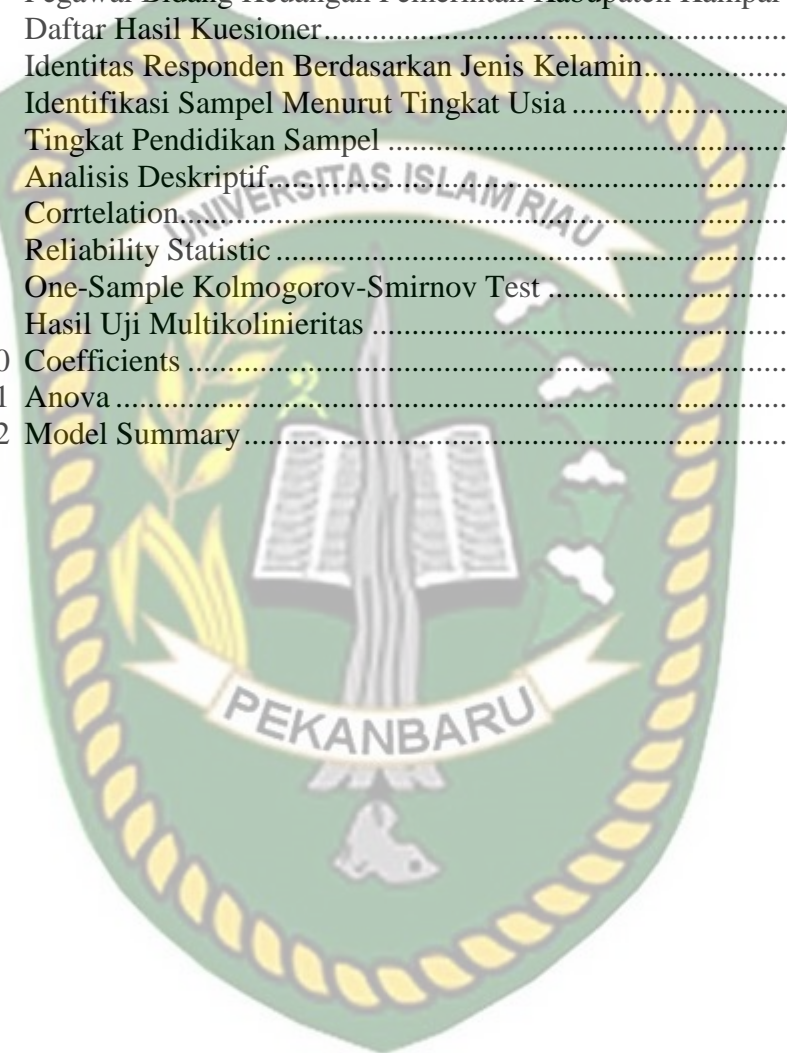 Pegawai Bidang Keuangan Pemerintah Kabupaten Kampar
Daftar Hasil Kuesioner
Identitas Responden Berdasarkan Jenis Kelamin
Identifikasi Sampel Menurut Tingkat Usia
Tingkat Pendidikan Sampel
Analisis Deskriptif
Corrtelation
Reliability Statistic
One-Sample Kolmogorov-Smirnov Test
Hasil Uji Multikolinieritas
0 Coefficients
1 Anova
2 Model Summary
UNIVERSITAS ISLAM RIAU
PEKANBARU